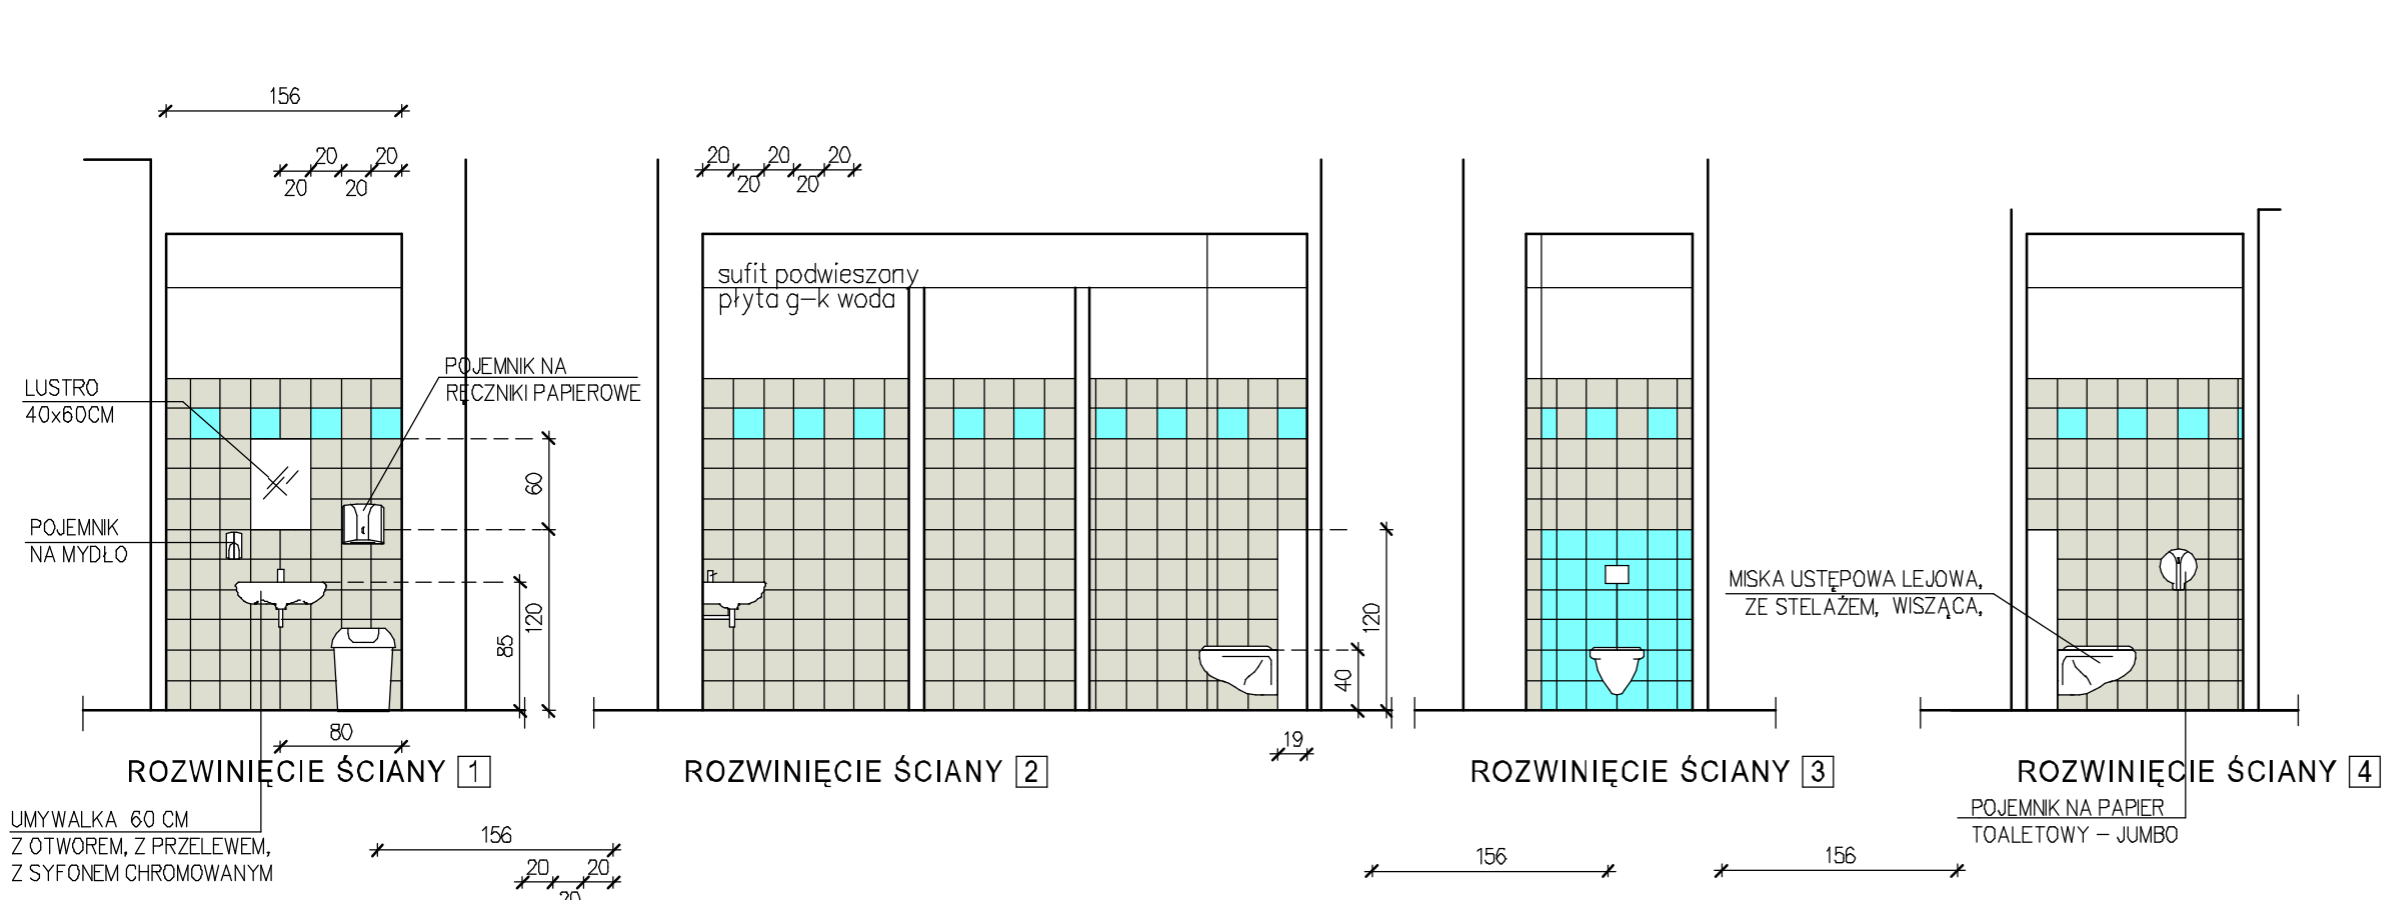 156
20 20
20 20
20 20 20
20 20
sufit podwieszany
płyta g-k woda
LUSTRO
40x60CM
POJEMNIK NA
RĘCZNIKI PAPIEROWE
POJEMNIK
NA MYDŁO
60
120
85
80
120
40
19
MISKA USTĘPOWA LEJOWA,
ZE STELAŻEM, WISZĄCA,
ROZWINIĘCIE ŚCIANY 1
ROZWINIĘCIE ŚCIANY 2
ROZWINIĘCIE ŚCIANY 3
ROZWINIĘCIE ŚCIANY 4
UMYWALKA 60 CM
Z OTWOREM, Z PRZELEWEM,
Z SYFONEM CHROMOWANYM
POJEMNIK NA PAPIER
TOALETOWY - JUMBO
156
20 20
20
156
156